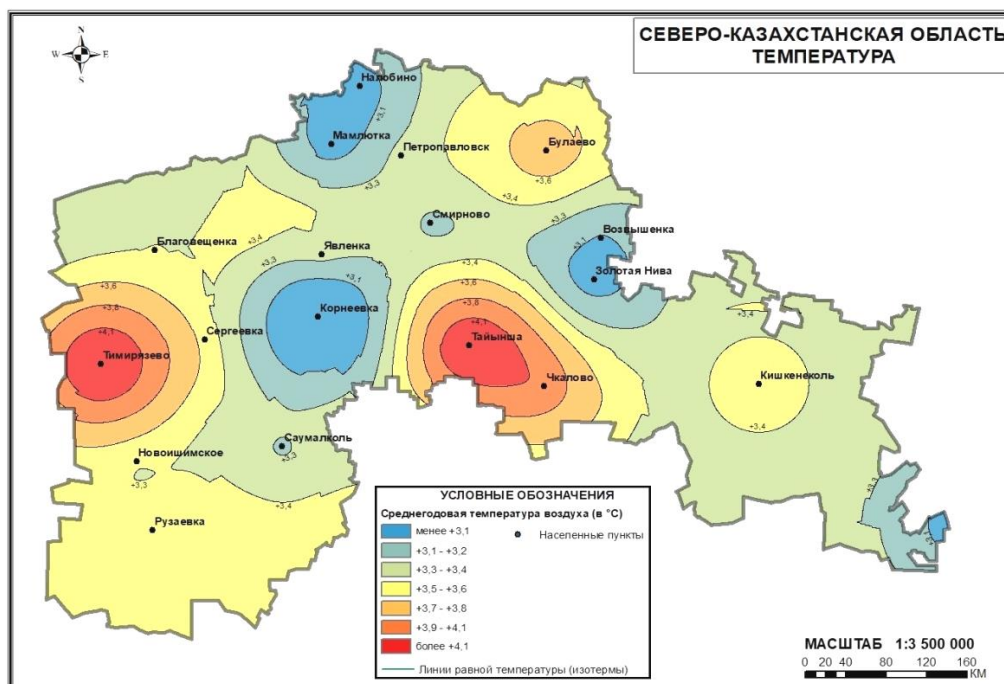 СЕВЕРО-КАЗАХСТАНСКАЯ ОБЛАСТЬ
ТЕМПЕРАТУРА
N
W E
S
Налобино
+3,1
Мамлютка
Петропавловск
+3,3
Булаево
+3,6
+3,4
Смирново
+3,3
Возвышенка
+3,1
Золотая Нива
Благовещенка
+3,4
Явленка
+3,3
+3,1
+3,4
+3,6
+3,8
+4,1
Корнеевка
Тайынша
Чкалово
+3,6
+3,8
+4,1
Тимирязево
Сергеевка
+3,4
Кишкенеколь
+3,4
Саумалколь
+3,3
Новоишимское
+3,3
+3,4
Рузаевка
+3,3
+3,1
УСЛОВНЫЕ ОБОЗНАЧЕНИЯ
Среднегодовая температура воздуха (в °С)
менее +3,1
Населенные пункты
+3,1 - +3,2
+3,3 - +3,4
+3,5 - +3,6
+3,7 - +3,8
+3,9 - +4,1
более +4,1
Линии равной температуры (изотермы)
МАСШТАБ 1:3 500 000
0 20 40 80 120 160
КМ